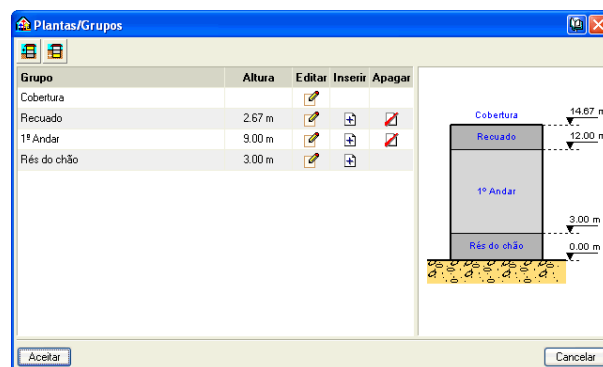 Plantas/Grupos
Grupo Altura Editar Inserir Apagar
Cobertura
Recuado 2.67 m
1º Andar 9.00 m
Rés do chão 3.00 m
Cobertura 14.67 m
Recuado 12.00 m
1º Andar
3.00 m
Rés do chão 0.00 m
Aceitar Cancelar